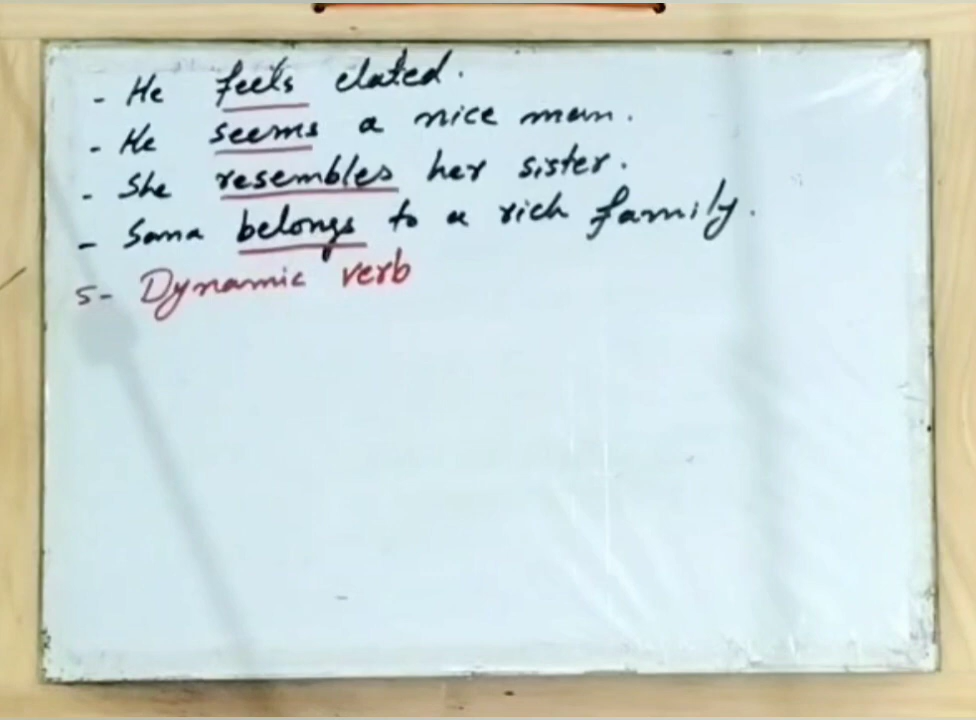 - He feels elated.
- He seems a nice man.
- She resembles her sister.
- Sana belongs to a rich family.
5- Dynamic verb